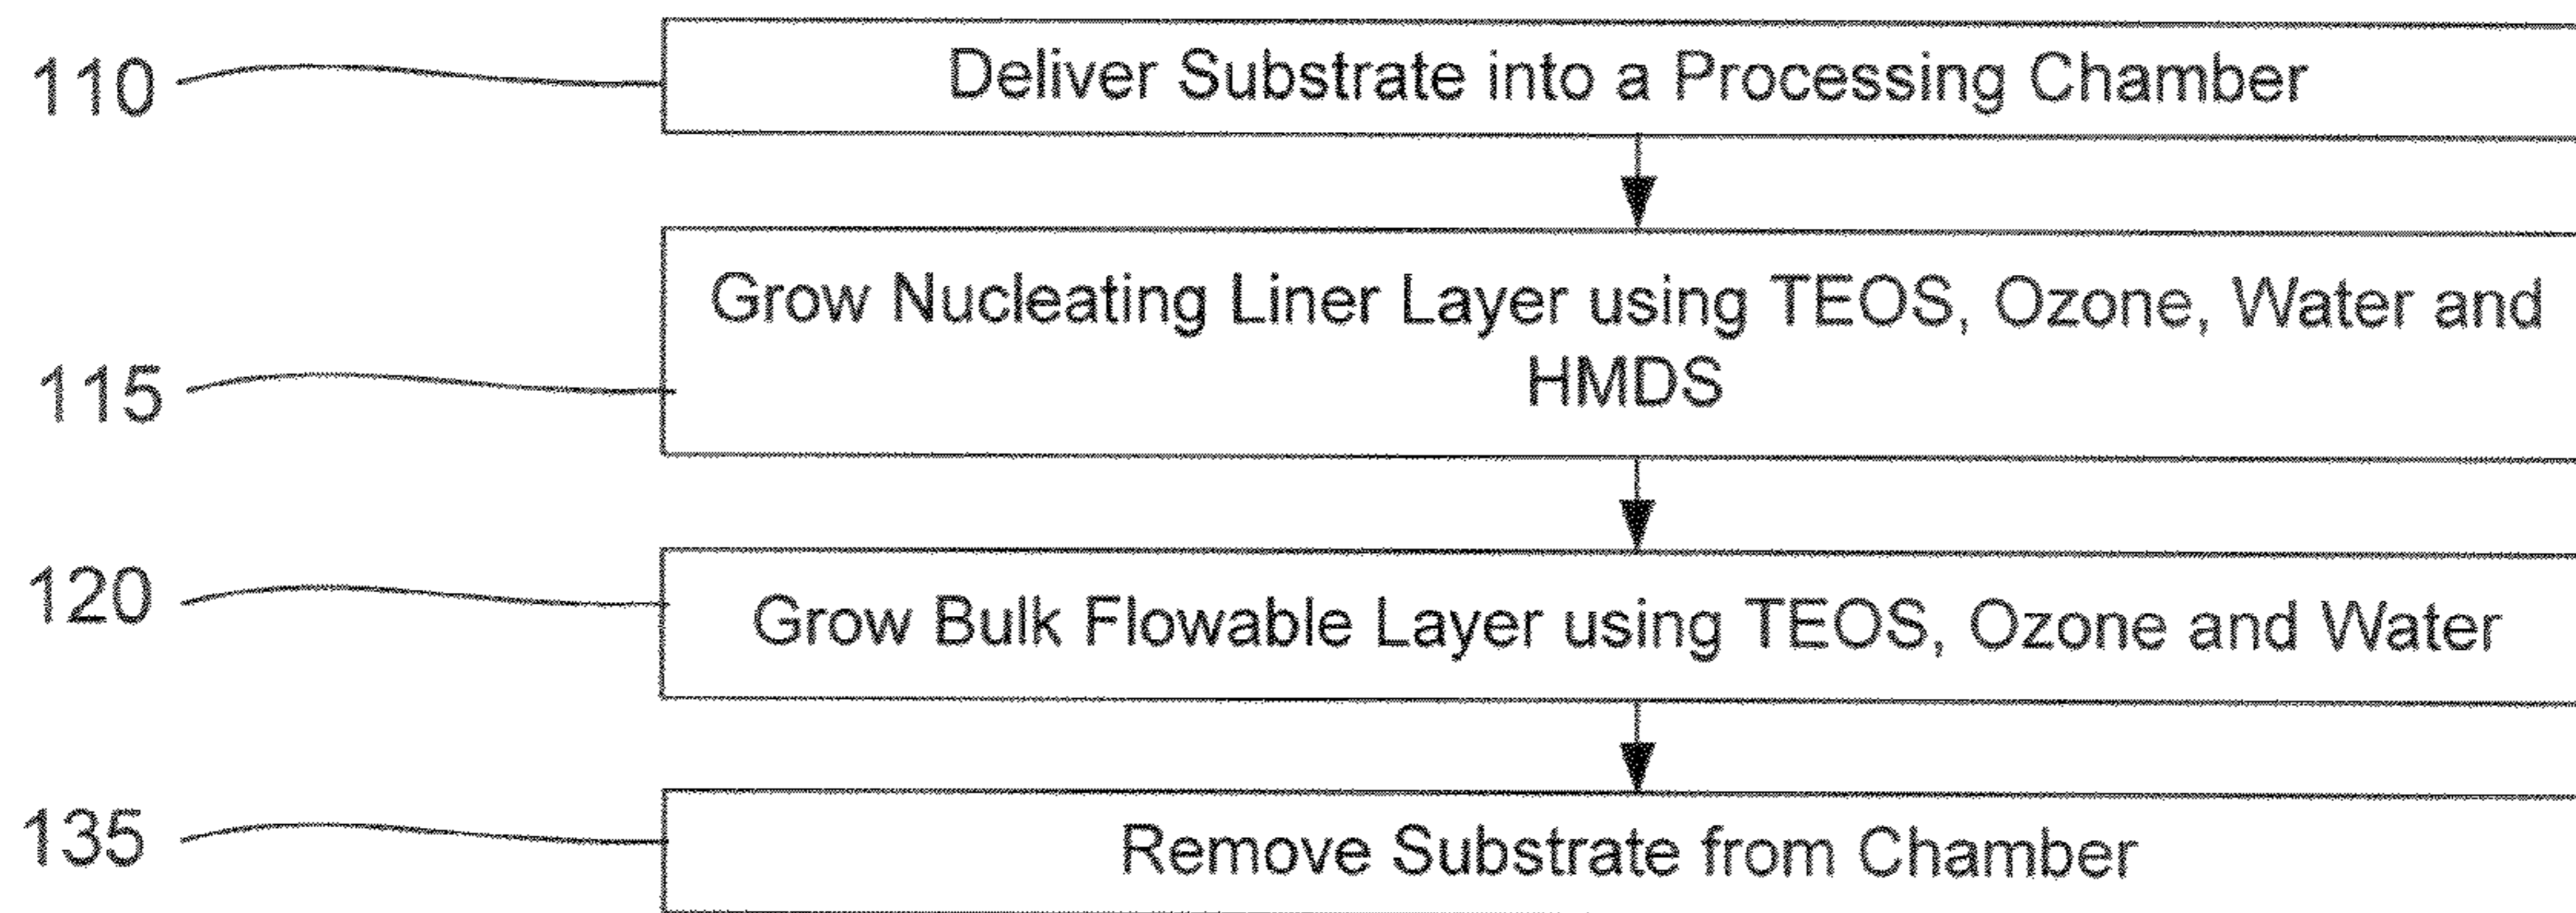 110 Deliver Substrate into a Processing Chamber
Grow Nucleating Liner Layer using TEOS, Ozone, Water and
115 HMDS
120 Grow Bulk Flowable Layer using TEOS, Ozone and Water
135 Remove Substrate from Chamber